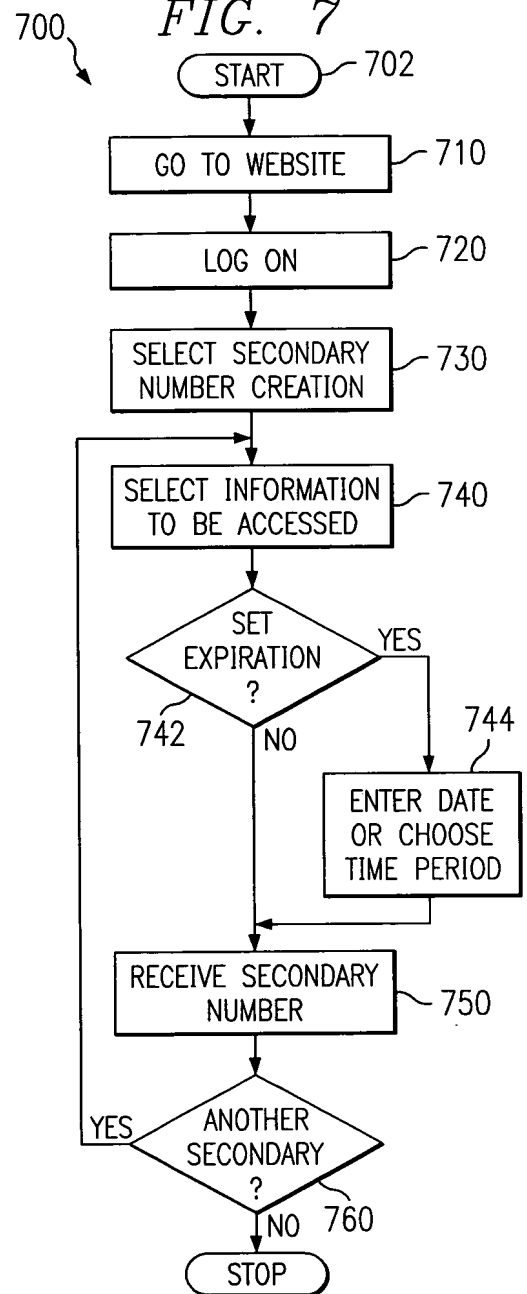 FIG. 7
700
START
702
GO TO WEBSITE
710
LOG ON
720
SELECT SECONDARY
NUMBER CREATION
730
SELECT INFORMATION
TO BE ACCESSED
740
SET
EXPIRATION
?
YES
742
NO
744
ENTER DATE
OR CHOOSE
TIME PERIOD
RECEIVE SECONDARY
NUMBER
750
YES
ANOTHER
SECONDARY
?
760
NO
STOP